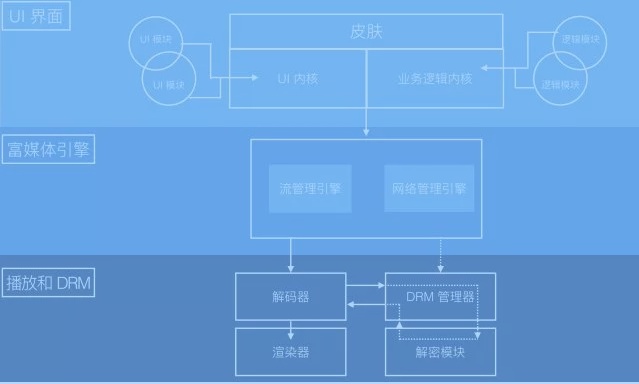 UI 界面
皮肤
UI 模块
逻辑模块
UI 内核
业务逻辑内核
UI 模块
逻辑模块
富媒体引擎
流管理引擎
网络管理引擎
播放和 DRM
解码器
DRM 管理器
渲染器
解密模块